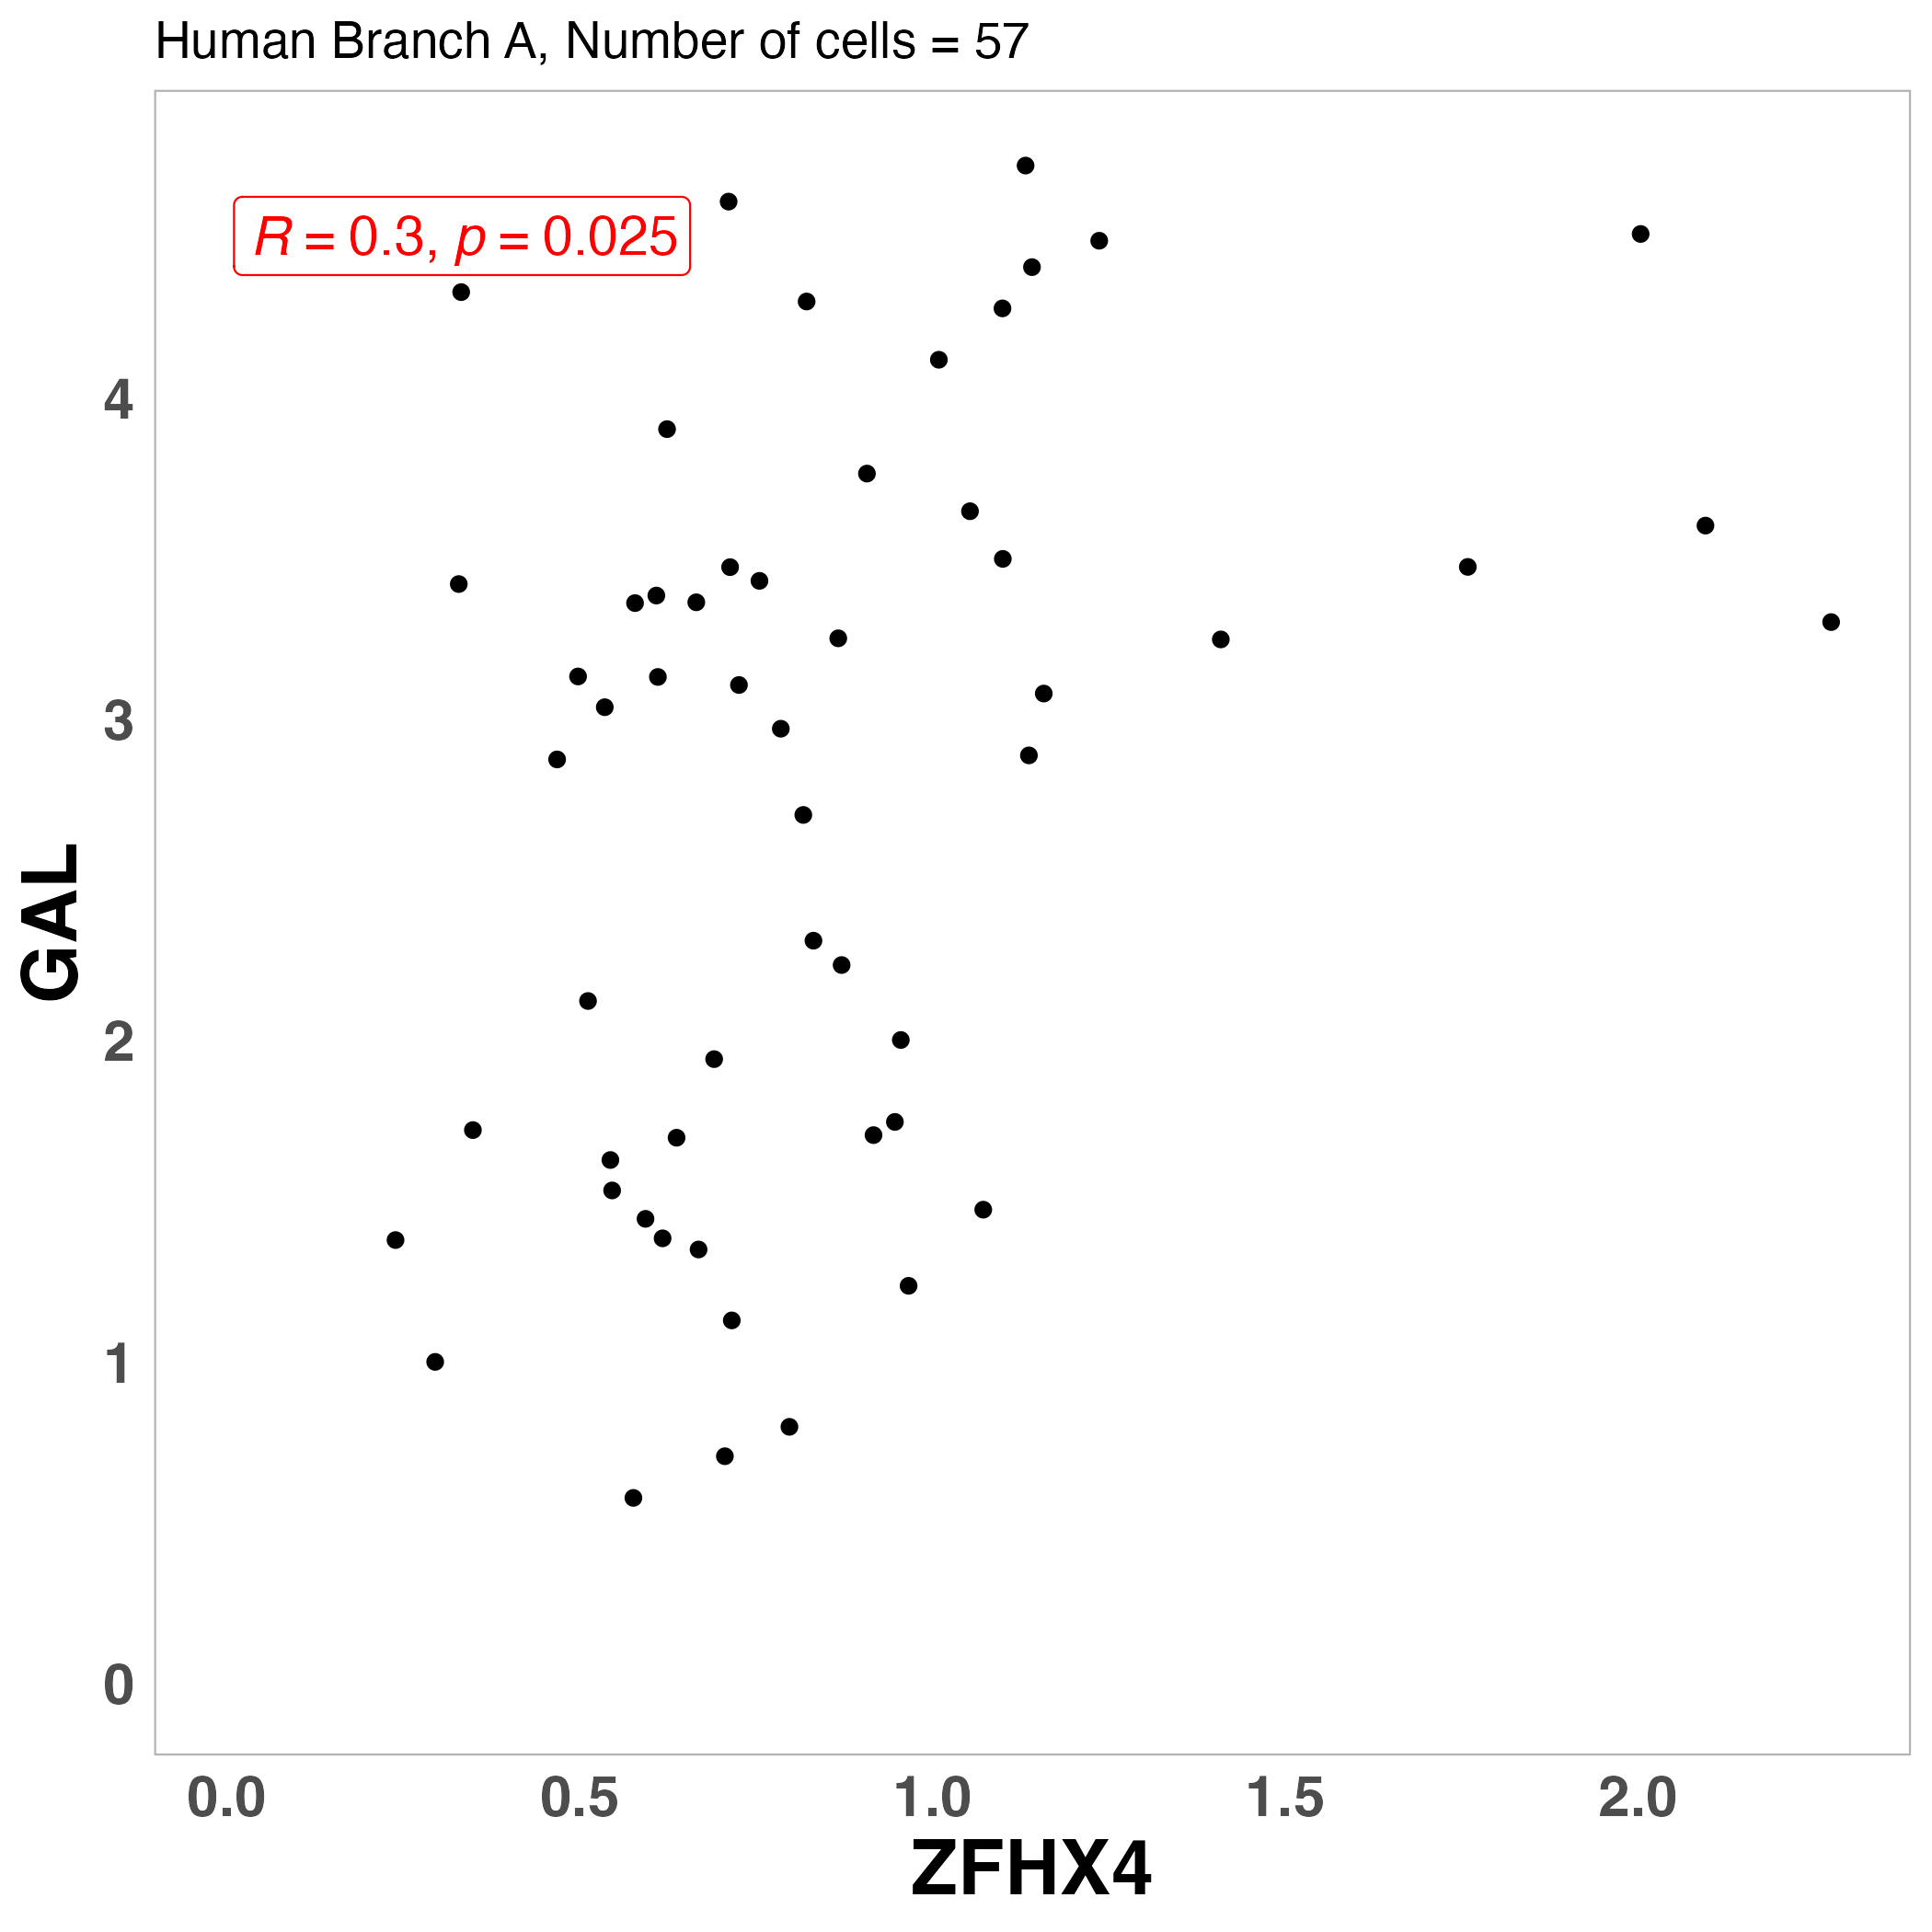 Human Branch A, Number of cells = 57
R = 0.3, p = 0.025
4
3
2
1
0
GAL
0.0 0.5 1.0 1.5 2.0
ZFHX4